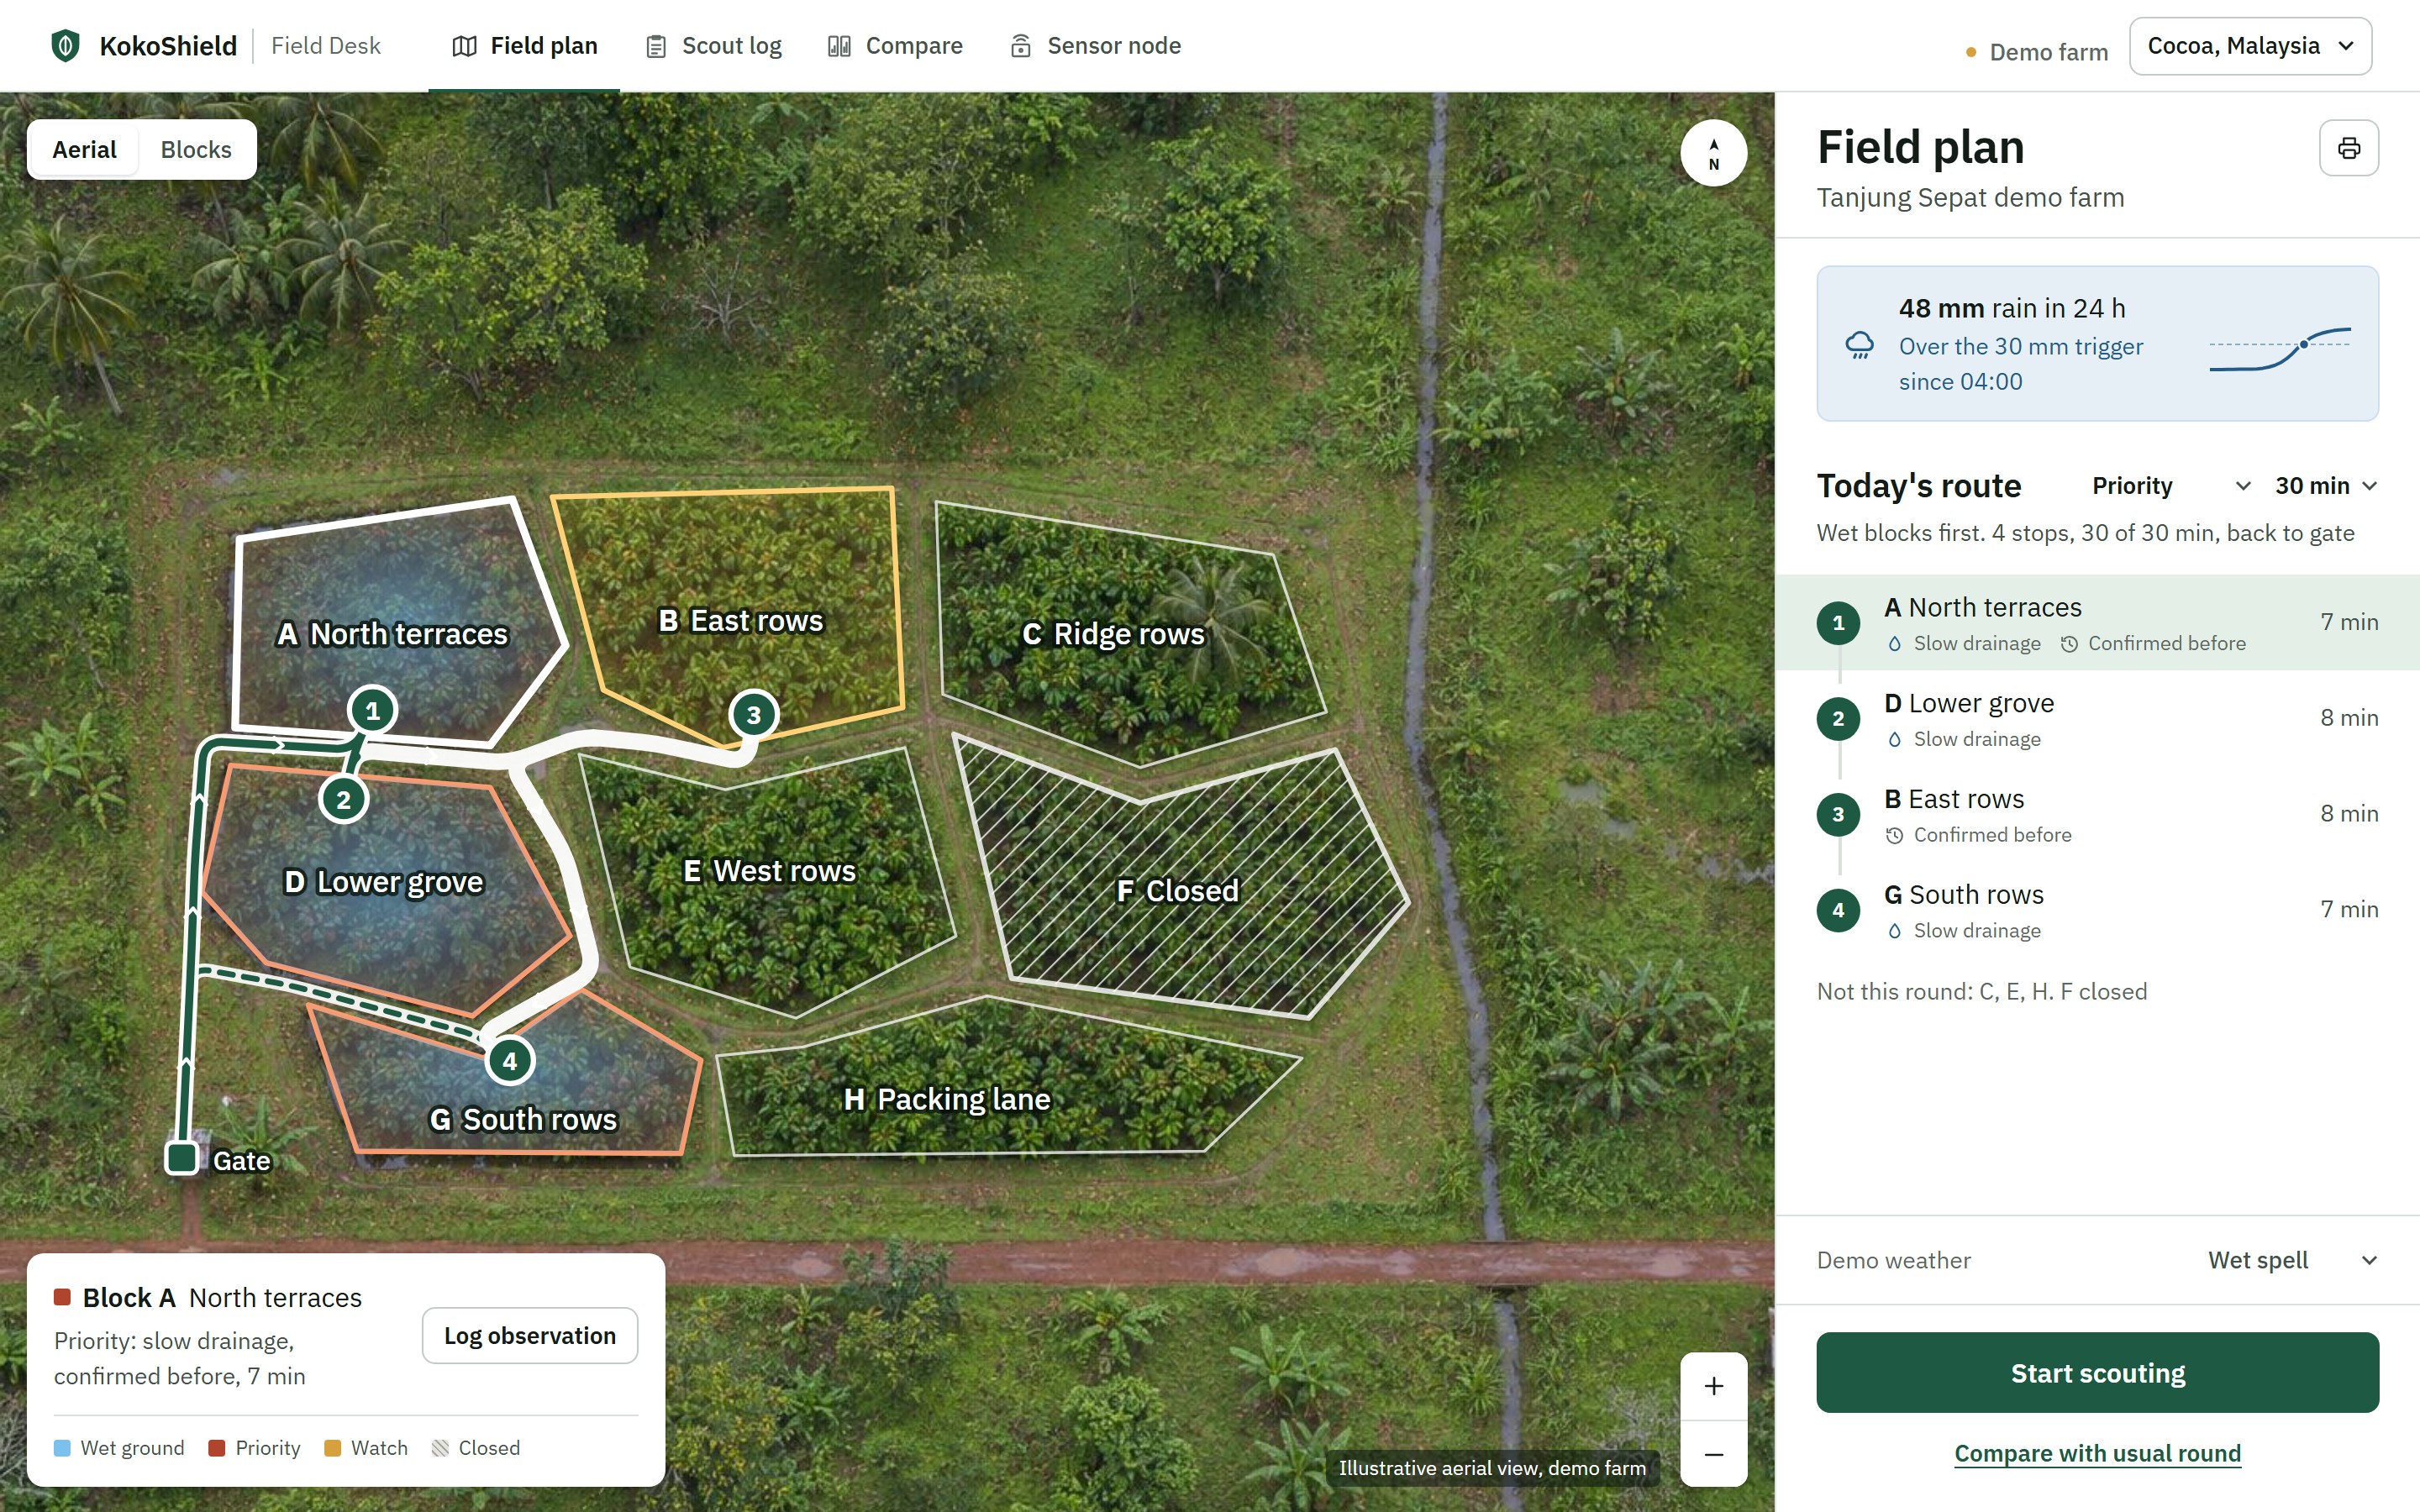 KokoShield
Field Desk
Field plan
Scout log
Compare
Sensor node
Demo farm
Cocoa, Malaysia
Aerial
Blocks
N
A North terraces
B East rows
C Ridge rows
1
3
2
D Lower grove
E West rows
F Closed
4
G South rows
H Packing lane
Gate
Block A North terraces
Priority: slow drainage,
confirmed before, 7 min
Log observation
Wet ground
Priority
Watch
Closed
Illustrative aerial view, demo farm
+
−
Field plan
Tanjung Sepat demo farm
48 mm rain in 24 h
Over the 30 mm trigger
since 04:00
Today's route
Priority
30 min
Wet blocks first. 4 stops, 30 of 30 min, back to gate
1
A North terraces
7 min
Slow drainage
Confirmed before
2
D Lower grove
8 min
Slow drainage
3
B East rows
8 min
Confirmed before
4
G South rows
7 min
Slow drainage
Not this round: C, E, H. F closed
Demo weather
Wet spell
Start scouting
Compare with usual round